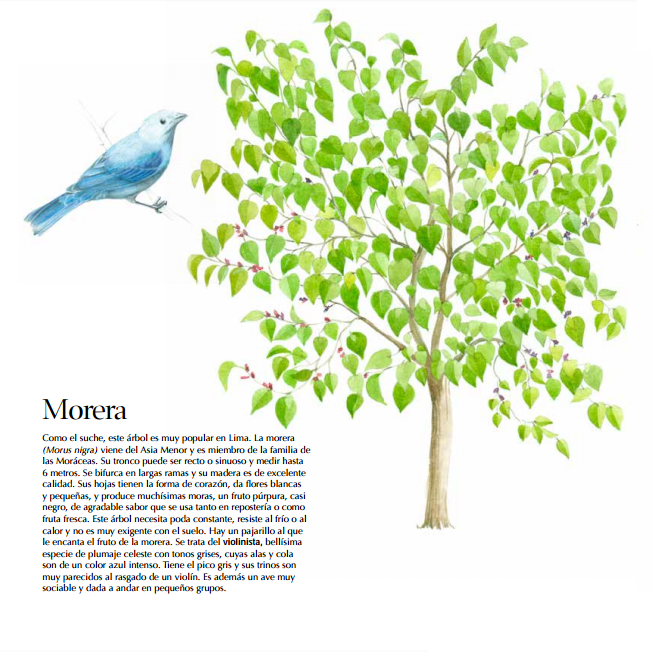 Morera
Como el suche, este árbol es muy popular en Lima. La morera
(Morus nigra) viene del Asia Menor y es miembro de la familia de
las Moráceas. Su tronco puede ser recto o sinuoso y medir hasta
6 metros. Se bifurca en largas ramas y su madera es de excelente
calidad. Sus hojas tienen la forma de corazón, da flores blancas
y pequeñas, y produce muchísimas moras, un fruto púrpura, casi
negro, de agradable sabor que se usa tanto en repostería o como
fruta fresca. Este árbol necesita poda constante, resiste al frío o al
calor y no es muy exigente con el suelo. Hay un pajarillo al que
le encanta el fruto de la morera. Se trata del violinista, bellísima
especie de plumaje celeste con tonos grises, cuyas alas y cola
son de un color azul intenso. Tiene el pico gris y sus trinos son
muy parecidos al rasgado de un violín. Es además un ave muy
sociable y dada a andar en pequeños grupos.